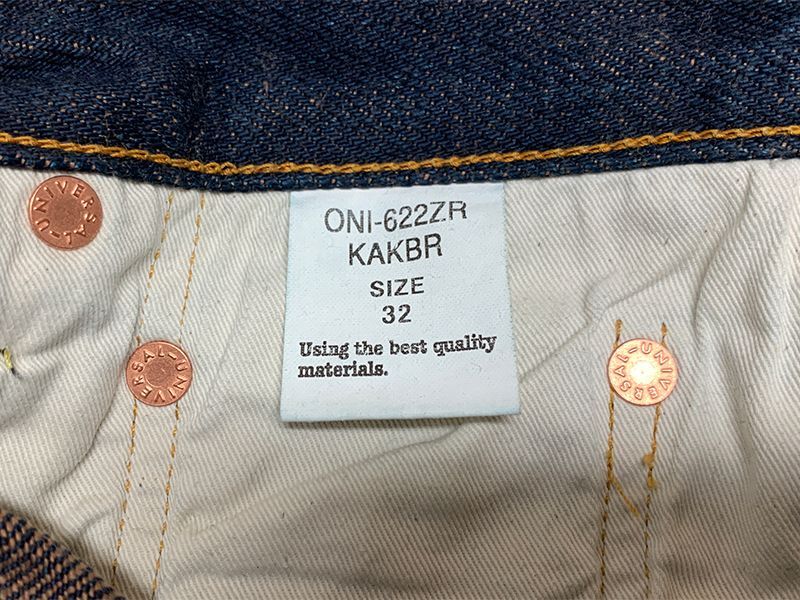 UNIVERSAL
ONI-622ZR
KAKBR
SIZE
32
Using the best quality
materials.
UNIVERSAL
UNIVERSAL